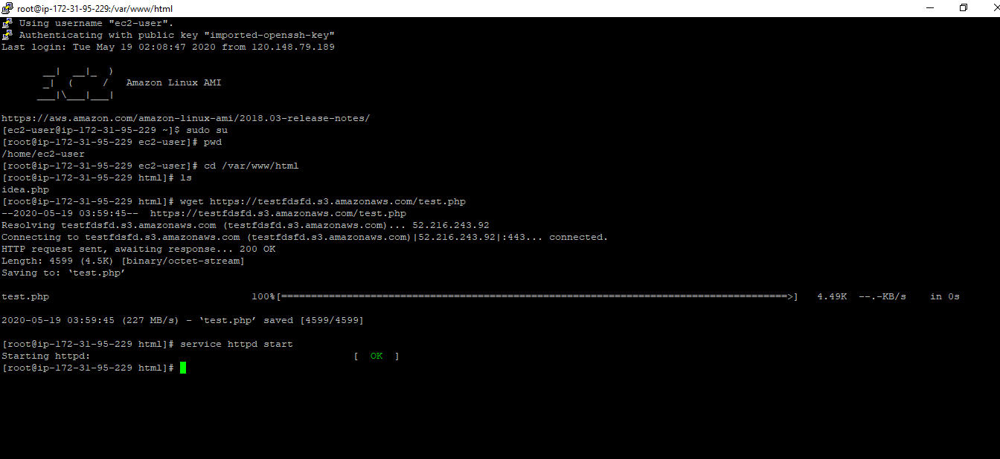 root@ip-172-31-95-229:/var/www/html
Using username "ec2-user".
Authenticating with public key "imported-openssh-key"
Last login: Tue May 19 02:08:47 2020 from 120.148.79.189
       __|  __|_  )
       _|  (     /   Amazon Linux AMI
      ___|\___|___|
https://aws.amazon.com/amazon-linux-ami/2018.03-release-notes/
[ec2-user@ip-172-31-95-229 ~]$ sudo su
[root@ip-172-31-95-229 ec2-user]# pwd
/home/ec2-user
[root@ip-172-31-95-229 ec2-user]# cd /var/www/html
[root@ip-172-31-95-229 html]# ls
idea.php
[root@ip-172-31-95-229 html]# wget https://testfdsfd.s3.amazonaws.com/test.php
--2020-05-19 03:59:45--  https://testfdsfd.s3.amazonaws.com/test.php
Resolving testfdsfd.s3.amazonaws.com (testfdsfd.s3.amazonaws.com)... 52.216.243.92
Connecting to testfdsfd.s3.amazonaws.com (testfdsfd.s3.amazonaws.com)|52.216.243.92|:443... connected.
HTTP request sent, awaiting response... 200 OK
Length: 4599 (4.5K) [binary/octet-stream]
Saving to: ‘test.php’
test.php                                  100%[=====================================================================================>]   4.49K  --.-KB/s    in 0s
2020-05-19 03:59:45 (227 MB/s) - ‘test.php’ saved [4599/4599]
[root@ip-172-31-95-229 html]# service httpd start
Starting httpd:                                            [  OK  ]
[root@ip-172-31-95-229 html]#